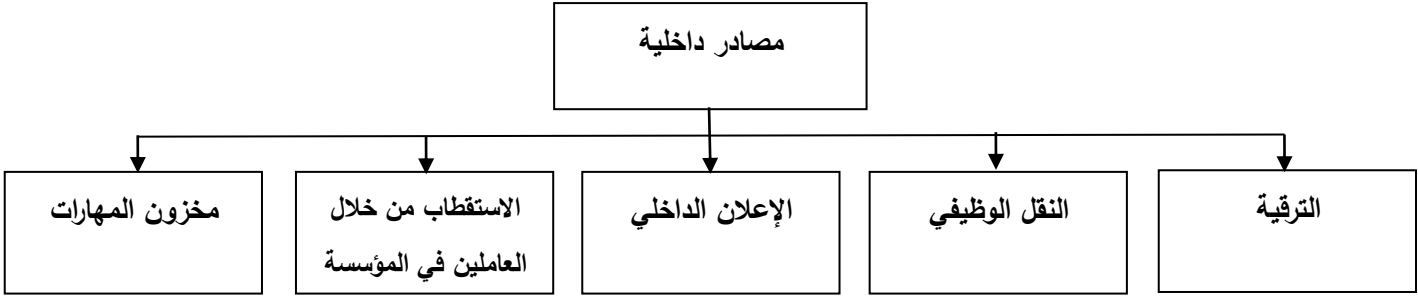 مصادر داخلية
الترقية
النقل الوظيفي
الإعلان الداخلي
الاستقطاب من خلال
العاملين في المؤسسة
مخزون المهارات